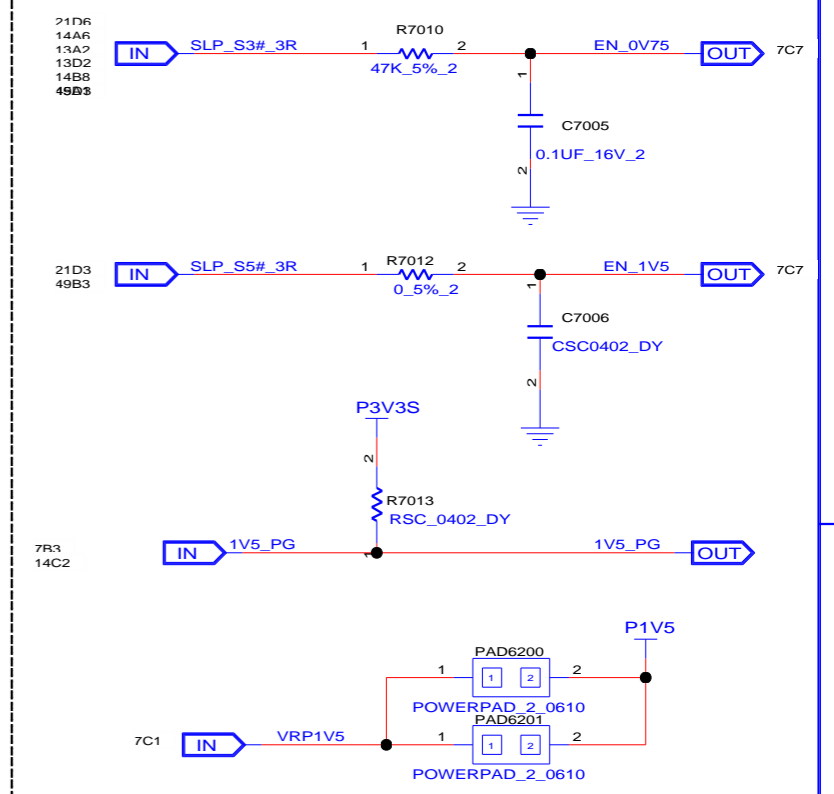 21D6
14A6
13A2
13D2
14B8
IN SLP_S3#_3R 1 R7010 2 EN_0V75 OUT 7C7
47K_5%_2
1
C7005
0.1UF_16V_2
2
21D3
49B3
IN SLP_S5#_3R 1 R7012 2 EN_1V5 OUT 7C7
0_5%_2
1
C7006
CSC0402_DY
2
P3V3S
2
R7013
RSC_0402_DY
1
7B3
14C2
IN 1V5_PG 1V5_PG OUT
P1V5
PAD6200
1 1 2 2
POWERPAD_2_0610
PAD6201
7C1 IN VRP1V5 1 1 2 2
POWERPAD_2_0610